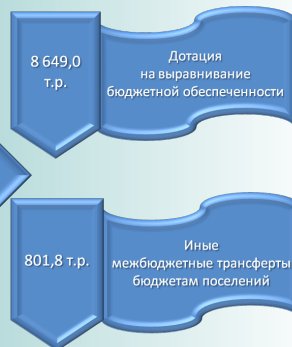 8 649,0
т.р.
Дотация
на выравнивание
бюджетной обеспеченности
801,8 т.р.
Иные
межбюджетные трансферты
бюджетам поселений